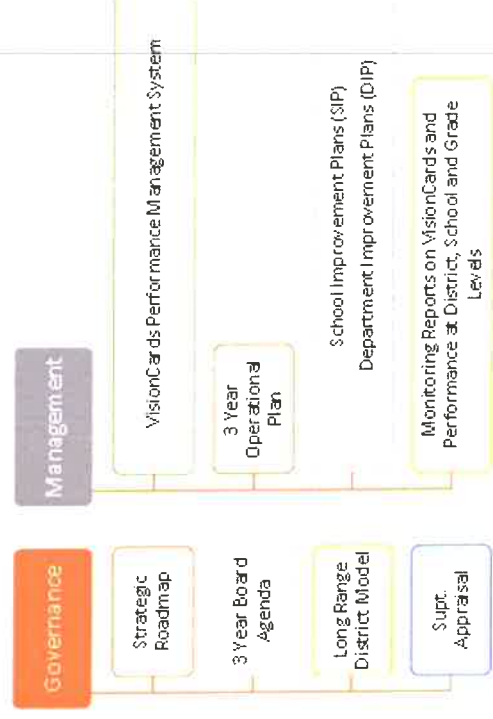 Governance
Strategic
Roadmap
3 Year Board
Agenda
Long Range
District Model
Supt.
Appraisal
Management
VisionCards Performance Management System
3 Year
Operational
Plan
School Improvement Plans (SIP)
Department Improvement Plans (DIP)
Monitoring Reports on VisionCards and
Performance at District, School and Grade
Levels